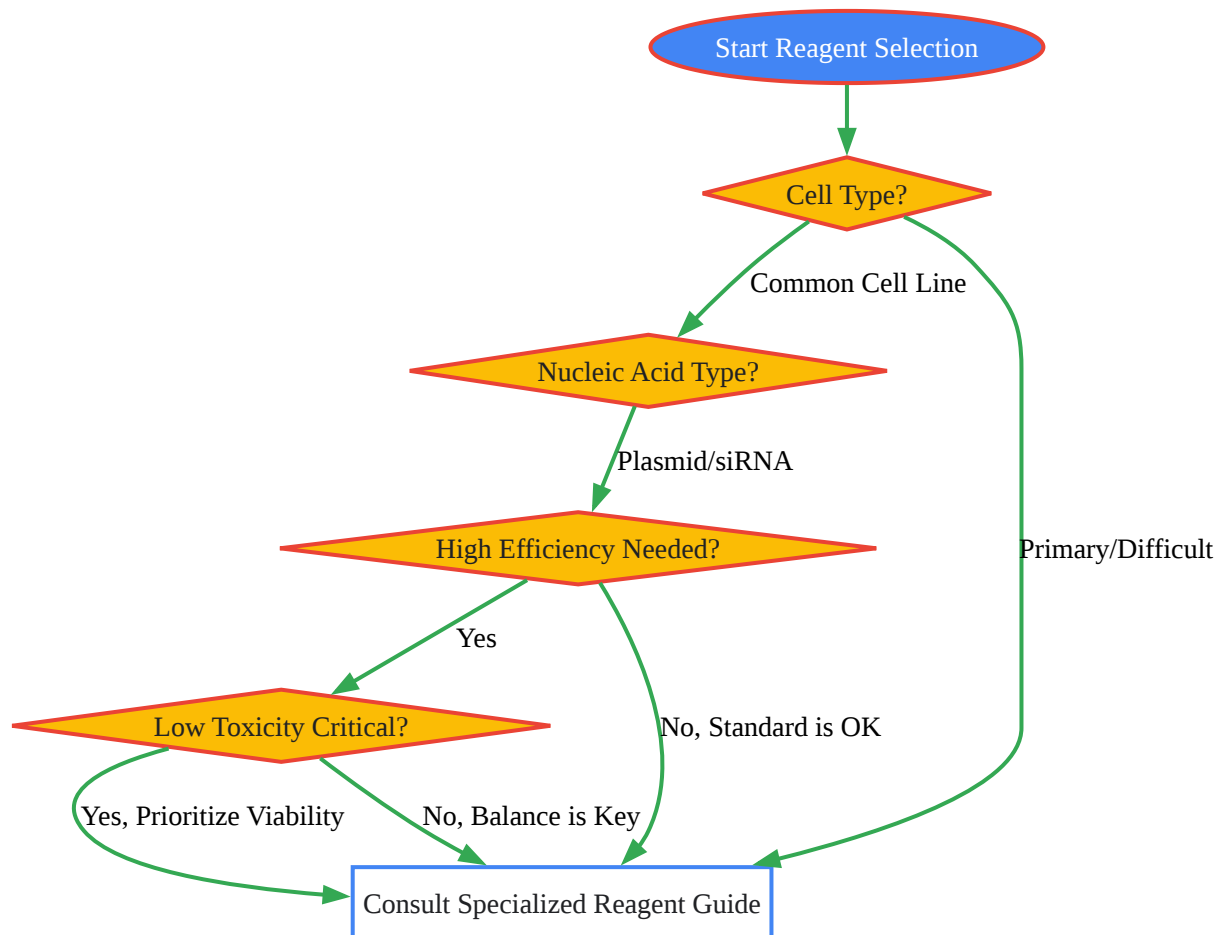 Start Reagent Selection
Cell Type?
Common Cell Line
Nucleic Acid Type?
Plasmid/siRNA
High Efficiency Needed?
Primary/Difficult
Yes
Low Toxicity Critical?
No, Standard is OK
Yes, Prioritize Viability
No, Balance is Key
Consult Specialized Reagent Guide